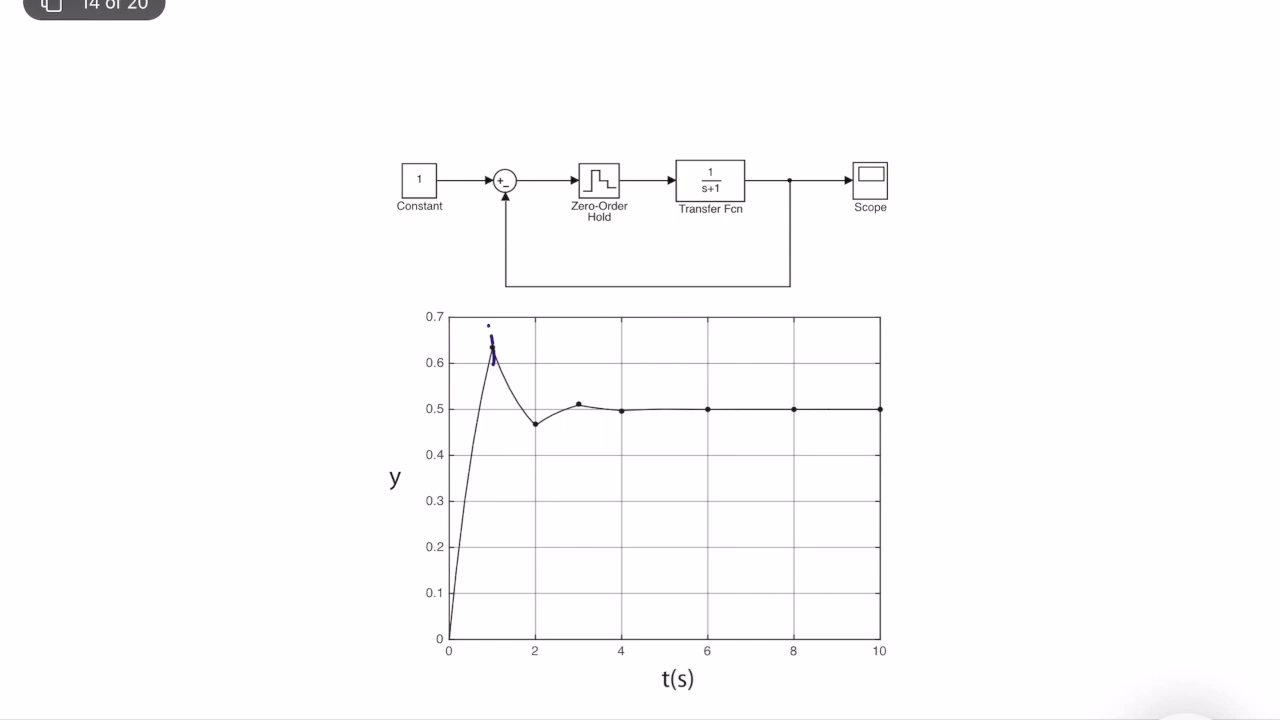 14 of 20
1
+
−
1
s+1
Constant
Zero-Order
Hold
Transfer Fcn
Scope
0.7
0.6
0.5
0.4
0.3
0.2
0.1
0
y
0 2 4 6 8 10
t(s)